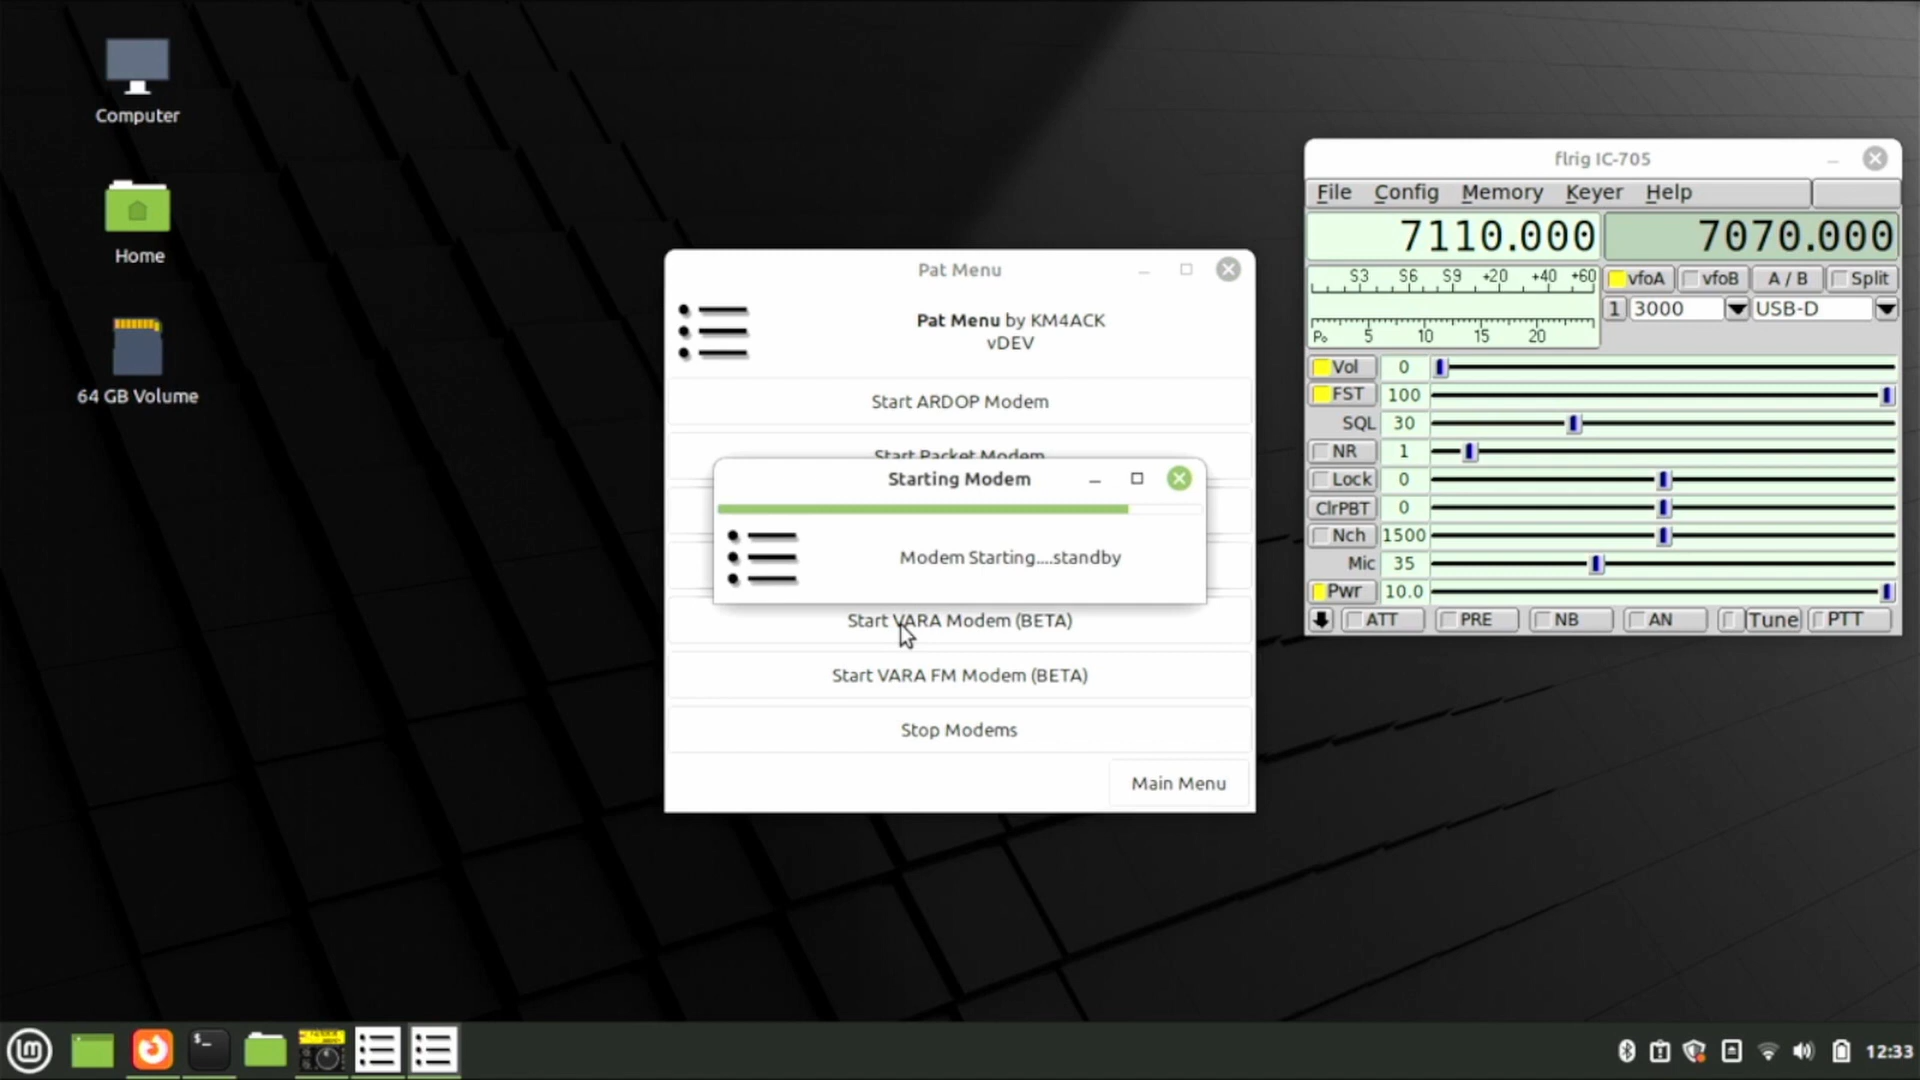 Computer
Home
64 GB Volume
Pat Menu
Pat Menu by KM4ACK
vDEV
Start ARDOP Modem
Start Packet Modem
Starting Modem
Modem Starting....standby
Start VARA Modem (BETA)
Start VARA FM Modem (BETA)
Stop Modems
Main Menu
flrig IC-705
File Config Memory Keyer Help
7110.000 7070.000
S3 S6 S9 +20 +40 +60
vfoA vfoB A / B Split
1 3000 USB-D
Po 5 10 15 20
Vol 0
FST 100
SQL 30
NR 1
Lock 0
ClrPBT 0
Nch 1500
Mic 35
Pwr 10.0
ATT PRE NB AN Tune PTT
$_
12:33